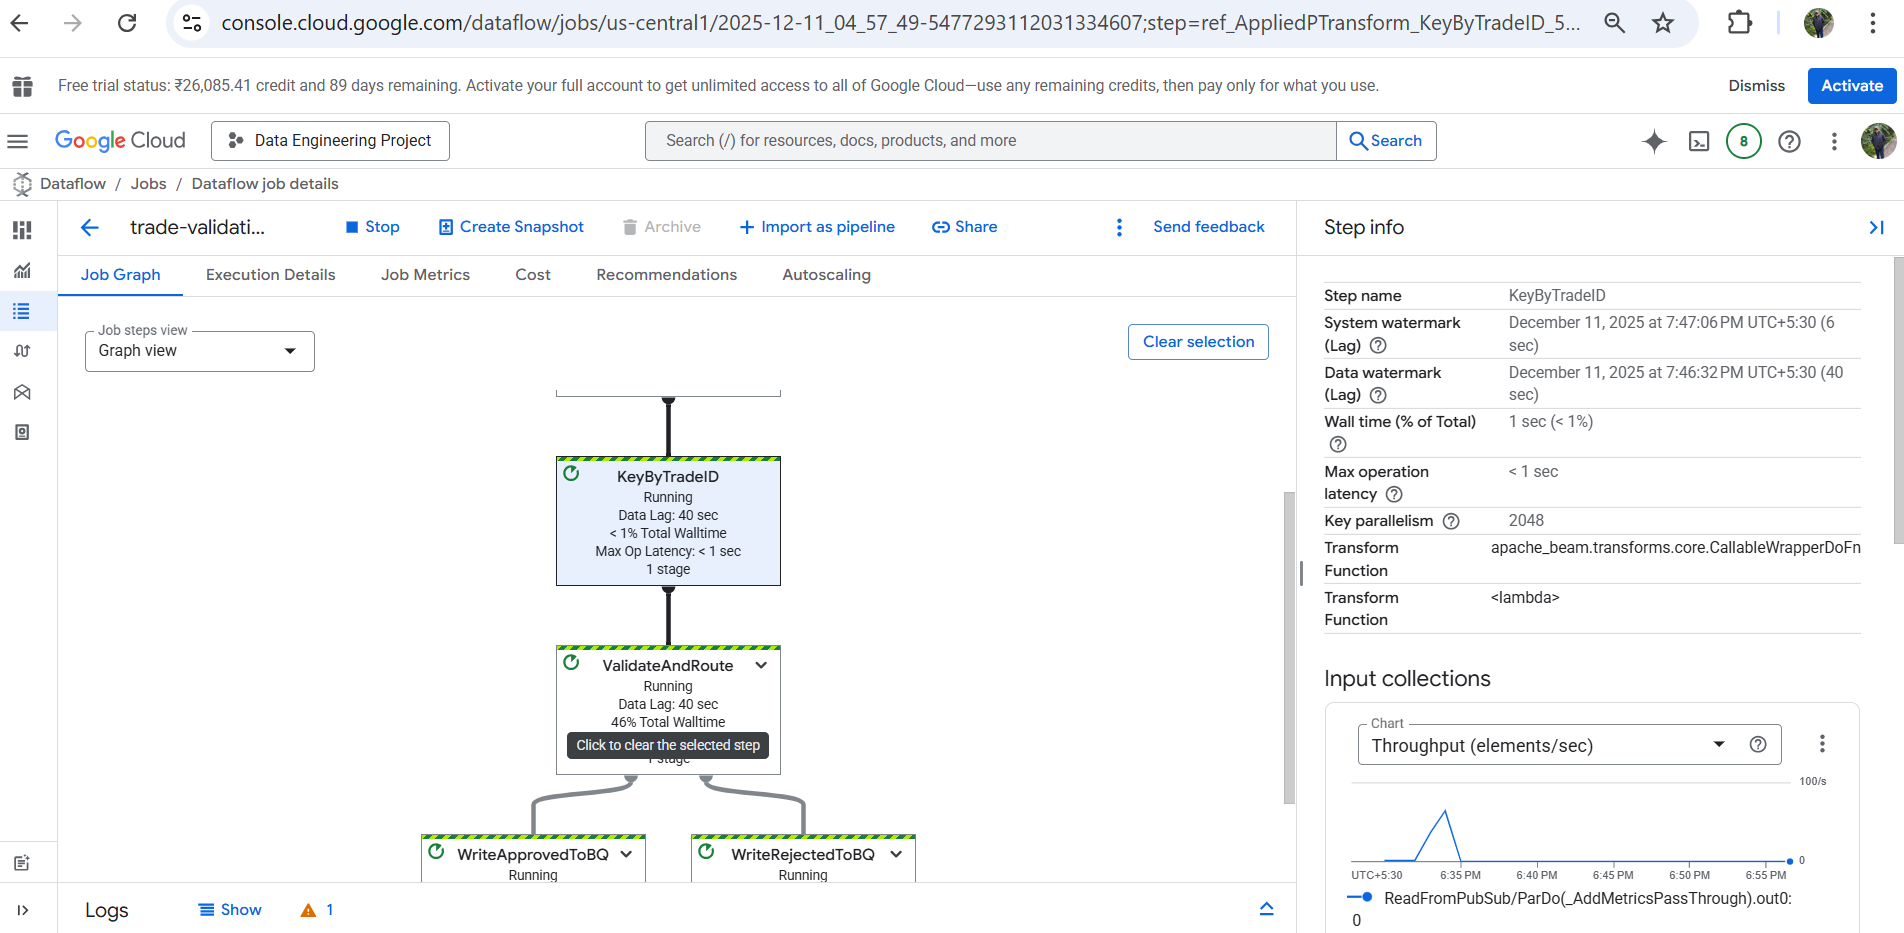 console.cloud.google.com/dataflow/jobs/us-central1/2025-12-11_04_57_49-5477293112031334607;step=ref_AppliedPTransform_KeyByTradeID_5...
Free trial status: ₹26,085.41 credit and 89 days remaining. Activate your full account to get unlimited access to all of Google Cloud—use any remaining credits, then pay only for what you use.
Dismiss
Activate
Google Cloud
Data Engineering Project
Search (/) for resources, docs, products, and more
Search
8
Dataflow / Jobs / Dataflow job details
trade-validati...
Stop
Create Snapshot
Archive
Import as pipeline
Share
Send feedback
Job Graph
Execution Details
Job Metrics
Cost
Recommendations
Autoscaling
Job steps view
Graph view
Clear selection
KeyByTradeID
Running
Data Lag: 40 sec
< 1% Total Walltime
Max Op Latency: < 1 sec
1 stage
ValidateAndRoute
Running
Data Lag: 40 sec
46% Total Walltime
Click to clear the selected step
1 stage
WriteApprovedToBQ
Running
WriteRejectedToBQ
Running
Logs
Show
1
Step info
Step name KeyByTradeID
System watermark (Lag) December 11, 2025 at 7:47:06 PM UTC+5:30 (6 sec)
Data watermark (Lag) December 11, 2025 at 7:46:32 PM UTC+5:30 (40 sec)
Wall time (% of Total) 1 sec (< 1%)
Max operation latency < 1 sec
Key parallelism 2048
Transform Function apache_beam.transforms.core.CallableWrapperDoFn
Transform Function <lambda>
Input collections
Chart
Throughput (elements/sec)
100/s
0
UTC+5:30 6:35 PM 6:40 PM 6:45 PM 6:50 PM 6:55 PM
ReadFromPubSub/ParDo(_AddMetricsPassThrough).out0:
0